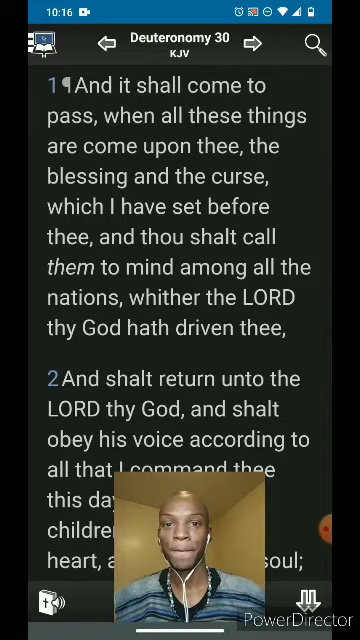 10:16
Deuteronomy 30
KJV
1 ¶And it shall come to
pass, when all these things
are come upon thee, the
blessing and the curse,
which I have set before
thee, and thou shalt call
them to mind among all the
nations, whither the LORD
thy God hath driven thee,
2 And shalt return unto the
LORD thy God, and shalt
obey his voice according to
all that I command thee
this day
children
heart, soul;
PowerDirector